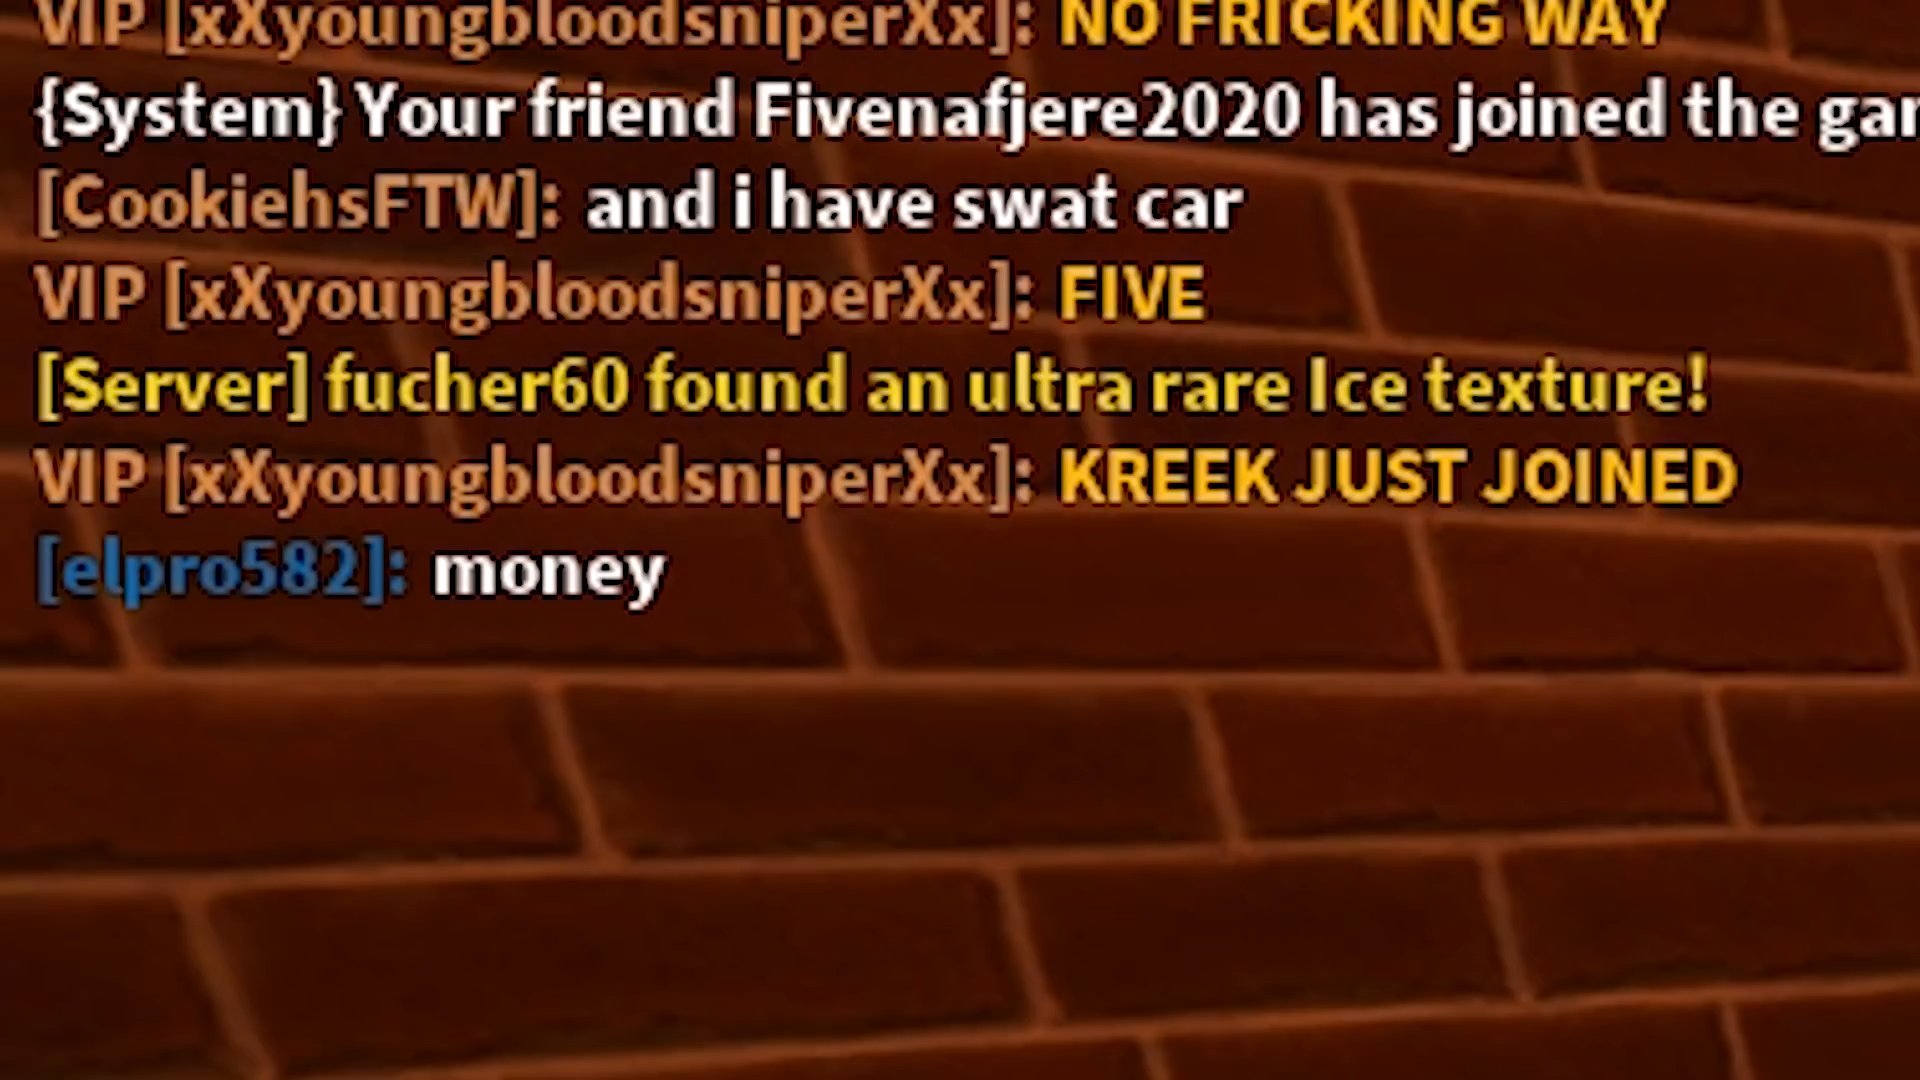 VIP [xXyoungbloodsniperXx]: NO FRICKING WAY
{System} Your friend Fivenafjere2020 has joined the
[CookiehsFTW]: and i have swat car
VIP [xXyoungbloodsniperXx]: FIVE
[Server] fucher60 found an ultra rare Ice texture!
VIP [xXyoungbloodsniperXx]: KREEK JUST JOINED
[elpro582]: money